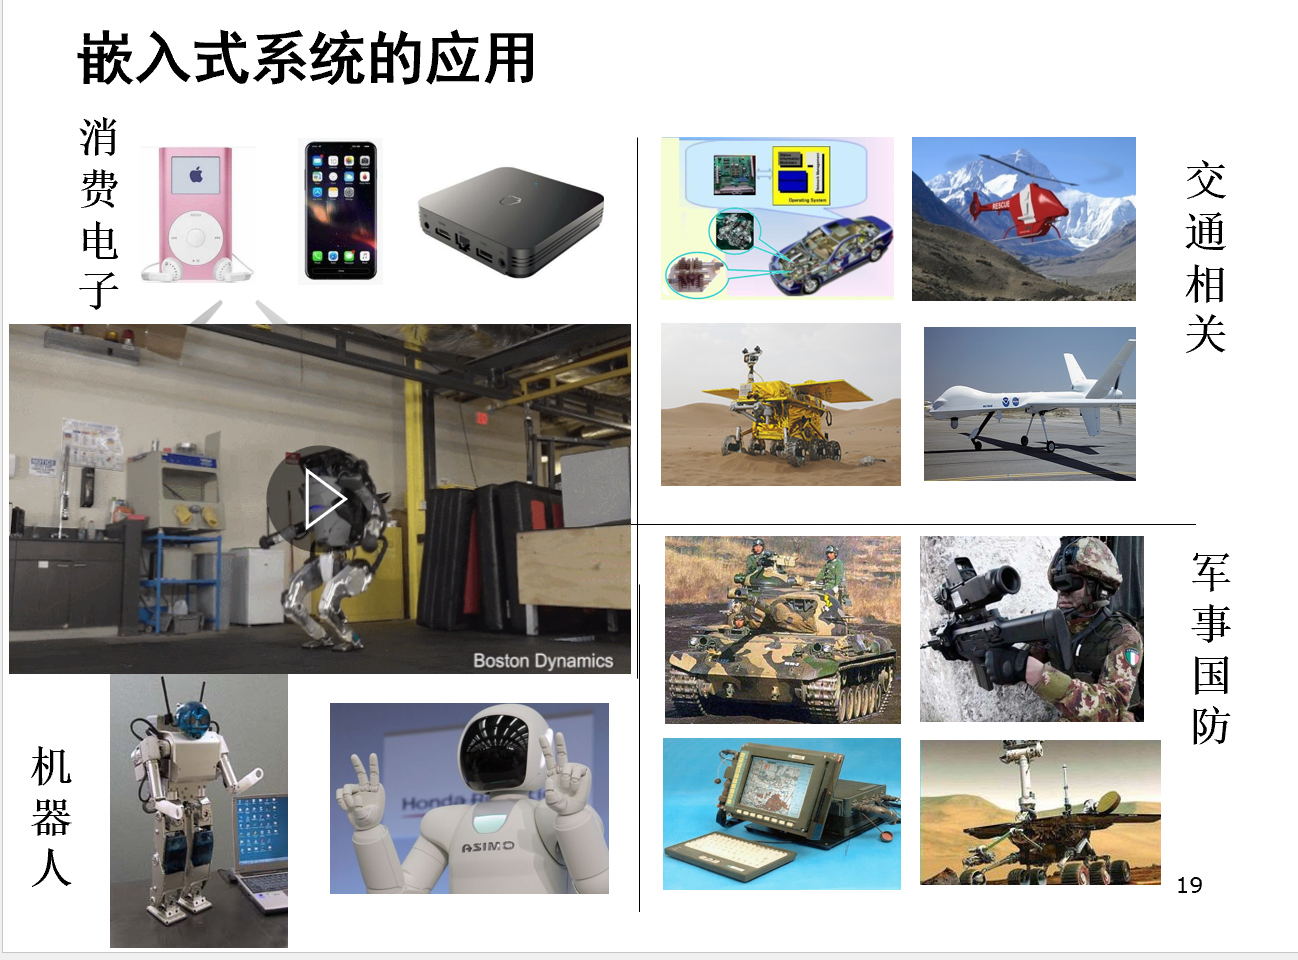 嵌入式系统的应用
消费电子
交通相关
Operating System
RESCUE
NOTICE
Boston Dynamics
机器人
Honda
ASIMO
军事国防
19